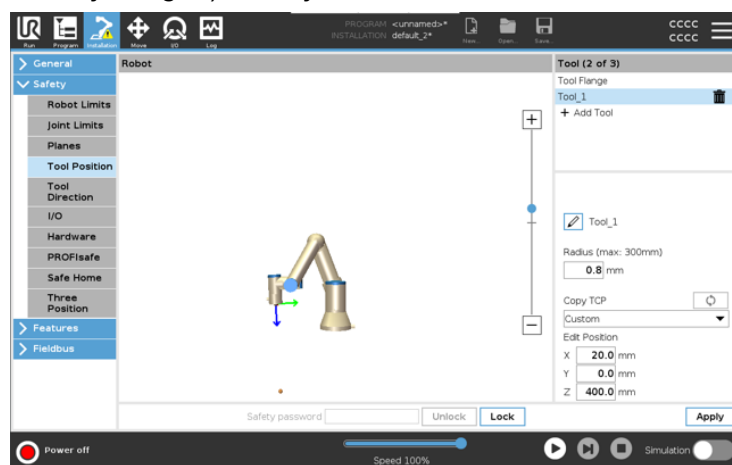 UR
Run
Program
Installation
Move
I/O
Log
PROGRAM <unnamed>*
INSTALLATION default_2*
New...
Open...
Save...
CCCC
CCCC
General
Safety
Robot Limits
Joint Limits
Planes
Tool Position
Tool
Direction
I/O
Hardware
PROFIsafe
Safe Home
Three
Position
Features
Fieldbus
Robot
Safety password
Unlock
Lock
Tool (2 of 3)
Tool Flange
Tool_1
+ Add Tool
Tool_1
Radius (max: 300mm)
0.8 mm
Copy TCP
Custom
Edit Position
X 20.0 mm
Y 0.0 mm
Z 400.0 mm
Apply
Power off
Speed 100%
Simulation